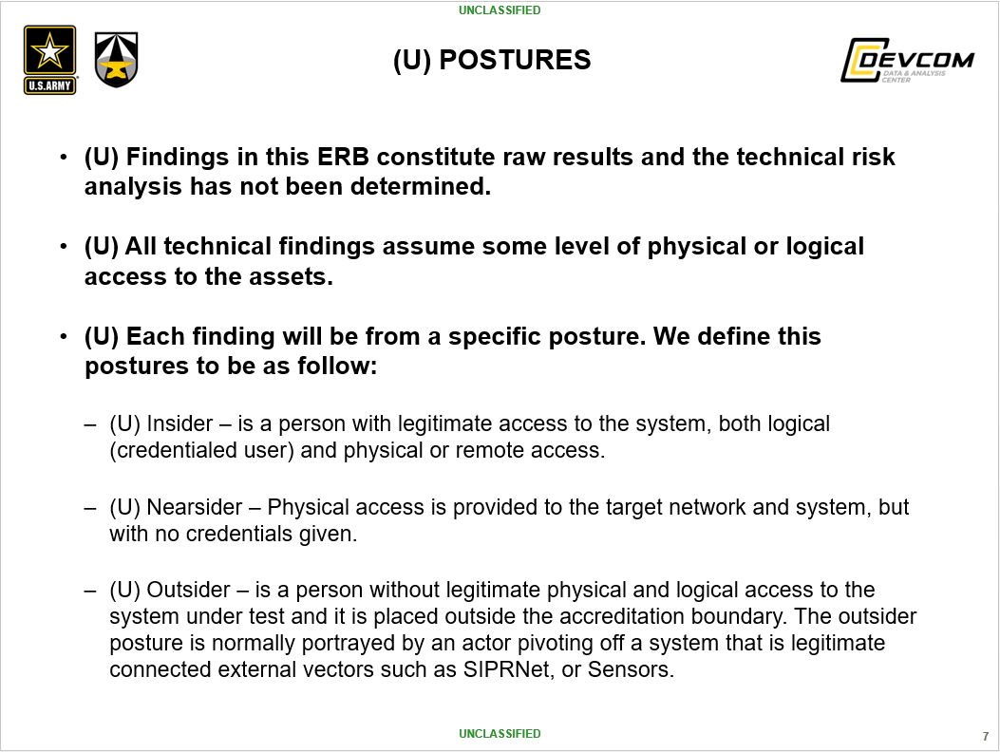 UNCLASSIFIED
(U) POSTURES
U.S.ARMY
DEVCOM
DATA & ANALYSIS
CENTER
• (U) Findings in this ERB constitute raw results and the technical risk
analysis has not been determined.
• (U) All technical findings assume some level of physical or logical
access to the assets.
• (U) Each finding will be from a specific posture. We define this
postures to be as follow:
– (U) Insider – is a person with legitimate access to the system, both logical
(credentialed user) and physical or remote access.
– (U) Nearsider – Physical access is provided to the target network and system, but
with no credentials given.
– (U) Outsider – is a person without legitimate physical and logical access to the
system under test and it is placed outside the accreditation boundary. The outsider
posture is normally portrayed by an actor pivoting off a system that is legitimate
connected external vectors such as SIPRNet, or Sensors.
UNCLASSIFIED
7